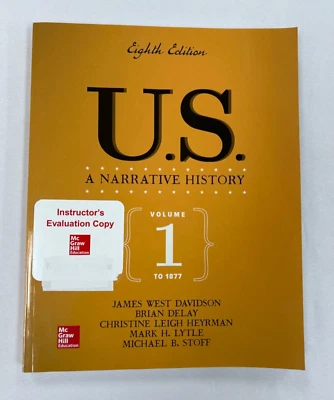 Eighth Edition
U.S.
A NARRATIVE HISTORY
Instructor's
Evaluation Copy
Mc
Graw
Hill
Education
VOLUME
1
TO 1877
JAMES WEST DAVIDSON
BRIAN DELAY
CHRISTINE LEIGH HEYRMAN
MARK H. LYTLE
MICHAEL B. STOFF
Mc
Graw
Hill
Education